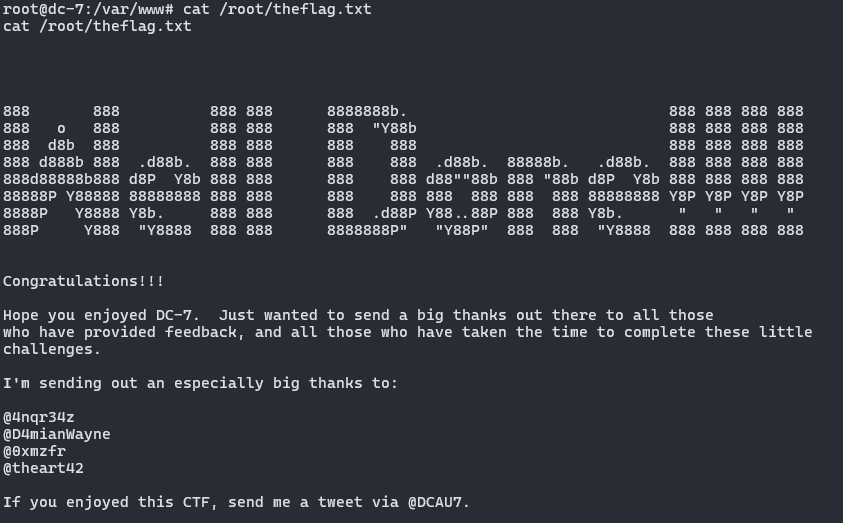 root@dc-7:/var/www# cat /root/theflag.txt
cat /root/theflag.txt
888       888          888 888      8888888b.                             888 888 888 888
888   o   888          888 888      888  "Y88b                            888 888 888 888
888  d8b  888          888 888      888    888                            888 888 888 888
888 d888b 888  .d88b.  888 888      888    888  .d88b.  88888b.   .d88b.  888 888 888 888
888d88888b888 d8P  Y8b 888 888      888    888 d88""88b 888 "88b d8P  Y8b 888 888 888 888
88888P Y88888 88888888 888 888      888    888 888  888 888  888 88888888 Y8P Y8P Y8P Y8P
8888P   Y8888 Y8b.     888 888      888  .d88P Y88..88P 888  888 Y8b.      "   "   "   "
888P     Y888  "Y8888  888 888      8888888P"   "Y88P"  888  888  "Y8888  888 888 888 888
Congratulations!!!
Hope you enjoyed DC-7.  Just wanted to send a big thanks out there to all those
who have provided feedback, and all those who have taken the time to complete these little
challenges.
I'm sending out an especially big thanks to:
@4nqr34z
@D4mianWayne
@0xmzfr
@theart42
If you enjoyed this CTF, send me a tweet via @DCAU7.